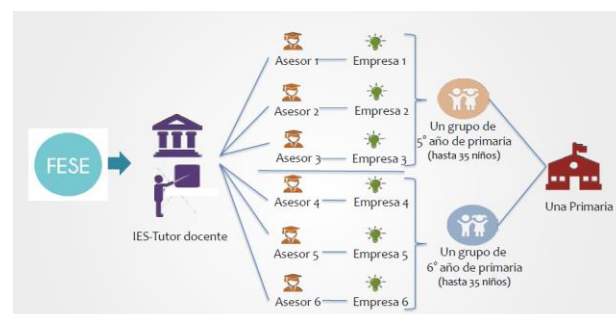 FESE
IES-Tutor docente
Asesor 1 Empresa 1
Asesor 2 Empresa 2
Asesor 3 Empresa 3
Asesor 4 Empresa 4
Asesor 5 Empresa 5
Asesor 6 Empresa 6
Un grupo de
5° año de primaria
(hasta 35 niños)
Un grupo de
6° año de primaria
(hasta 35 niños)
Una Primaria